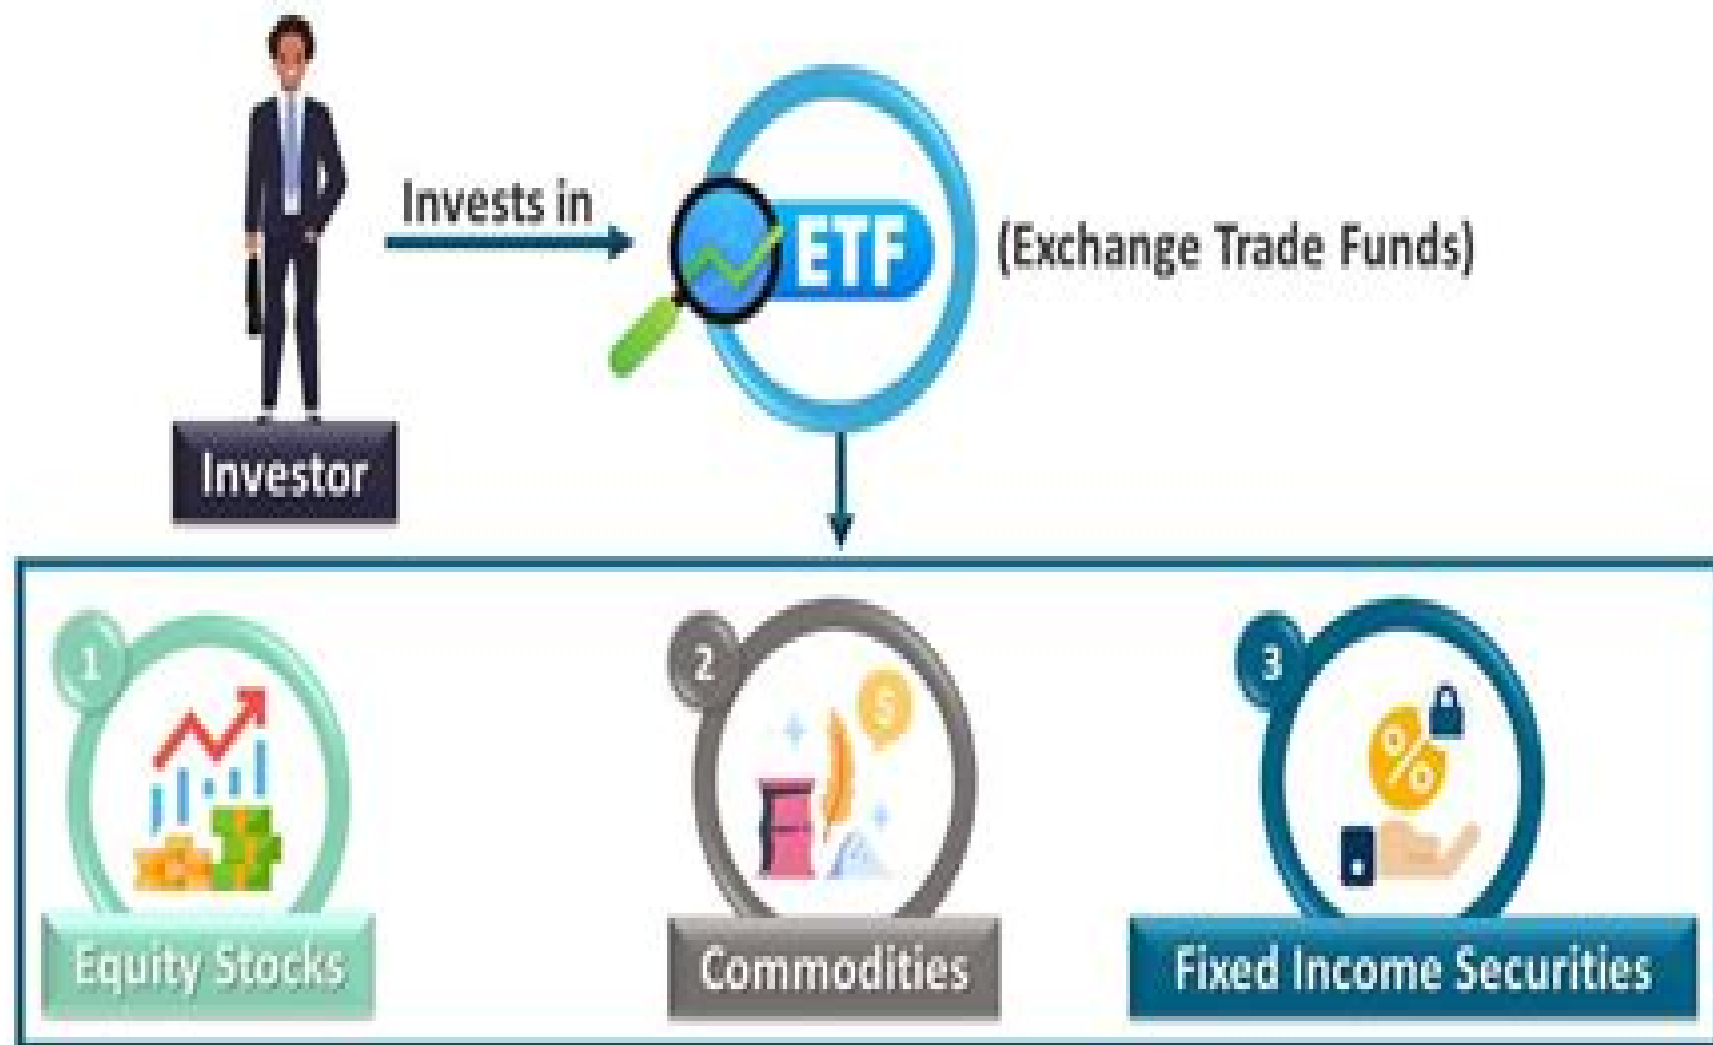 Invests in
ETF
(Exchange Trade Funds)
Investor
1
2
3
$
%
Equity Stocks
Commodities
Fixed Income Securities